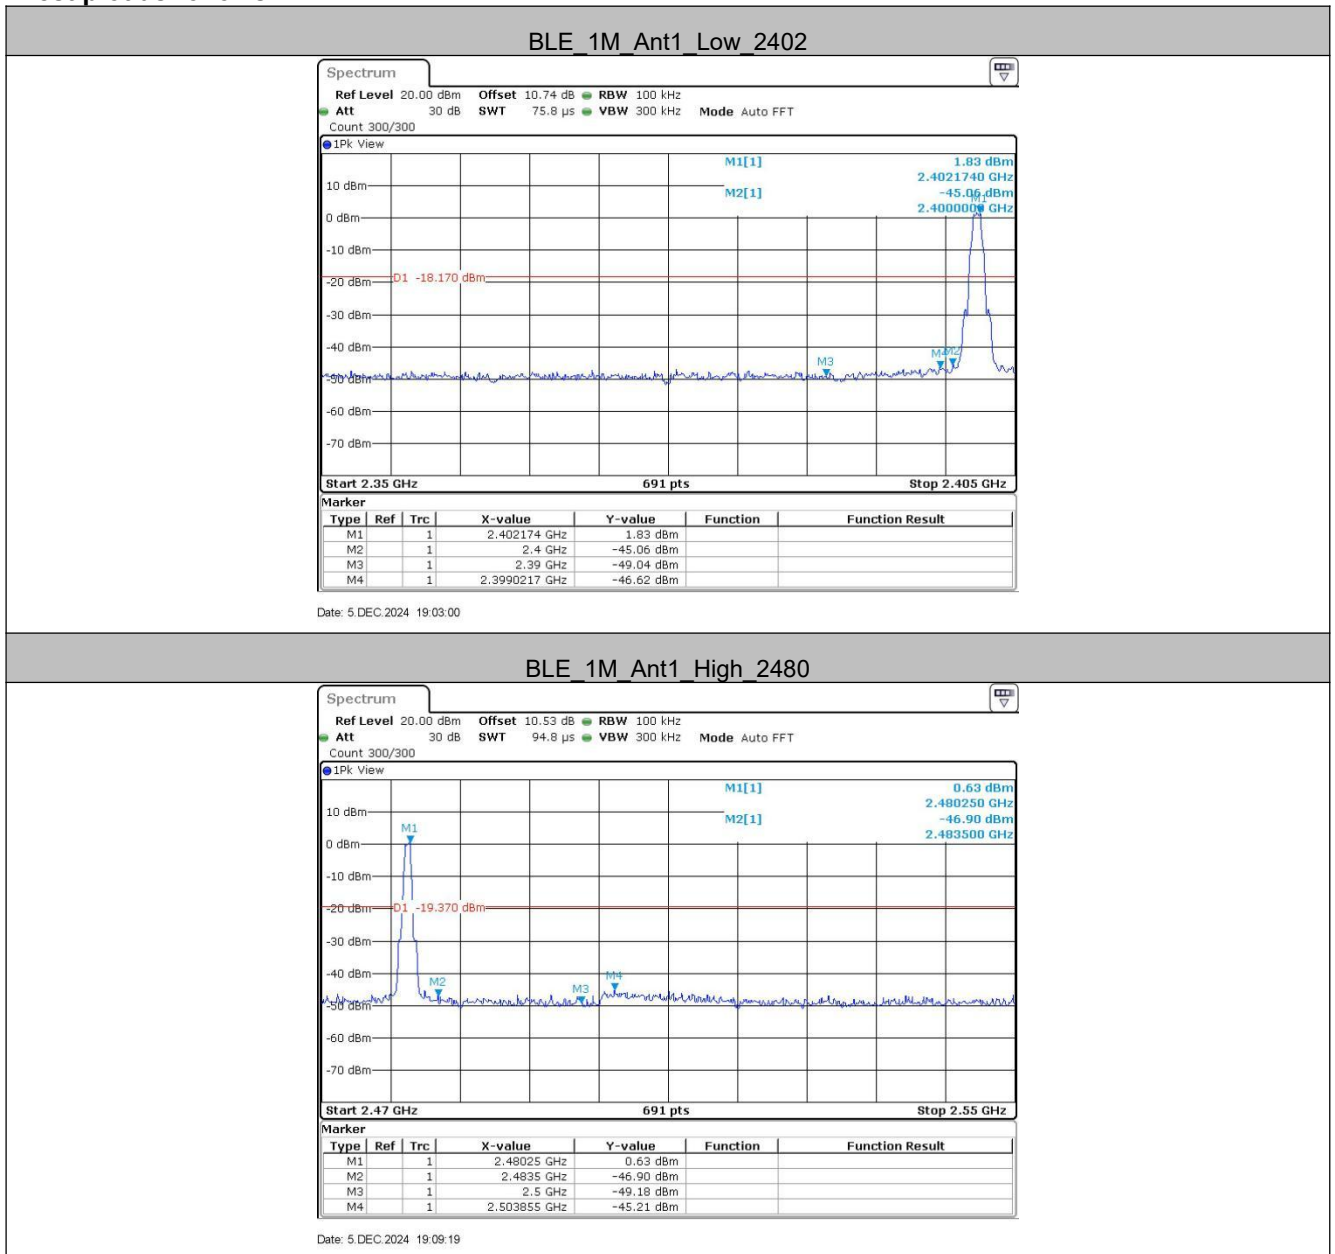 BLE_1M_Ant1_Low_2402
Spectrum
Ref Level 20.00 dBm Offset 10.74 dB RBW 100 kHz
Att 30 dB SWT 75.8 µs VBW 300 kHz Mode Auto FFT
Count 300/300
1Pk View
M1[1] 1.83 dBm
2.4021740 GHz
M2[1] -45.06 dBm
2.4000000 GHz
M1
10 dBm
0 dBm
-10 dBm
D1 -18.170 dBm
-20 dBm
-30 dBm
-40 dBm
M3
M4 M2
-50 dBm
-60 dBm
-70 dBm
Start 2.35 GHz 691 pts Stop 2.405 GHz
Marker
Type Ref Trc X-value Y-value Function Function Result
M1 1 2.402174 GHz 1.83 dBm
M2 1 2.4 GHz -45.06 dBm
M3 1 2.39 GHz -49.04 dBm
M4 1 2.3990217 GHz -46.62 dBm
Date: 5.DEC.2024 19:03:00
BLE_1M_Ant1_High_2480
Spectrum
Ref Level 20.00 dBm Offset 10.53 dB RBW 100 kHz
Att 30 dB SWT 94.8 µs VBW 300 kHz Mode Auto FFT
Count 300/300
1Pk View
M1[1] 0.63 dBm
2.480250 GHz
M2[1] -46.90 dBm
2.483500 GHz
10 dBm
M1
0 dBm
-10 dBm
-20 dBm D1 -19.370 dBm
-30 dBm
-40 dBm
M2
M3
M4
-50 dBm
-60 dBm
-70 dBm
Start 2.47 GHz 691 pts Stop 2.55 GHz
Marker
Type Ref Trc X-value Y-value Function Function Result
M1 1 2.48025 GHz 0.63 dBm
M2 1 2.4835 GHz -46.90 dBm
M3 1 2.5 GHz -49.18 dBm
M4 1 2.503855 GHz -45.21 dBm
Date: 5.DEC.2024 19:09:19